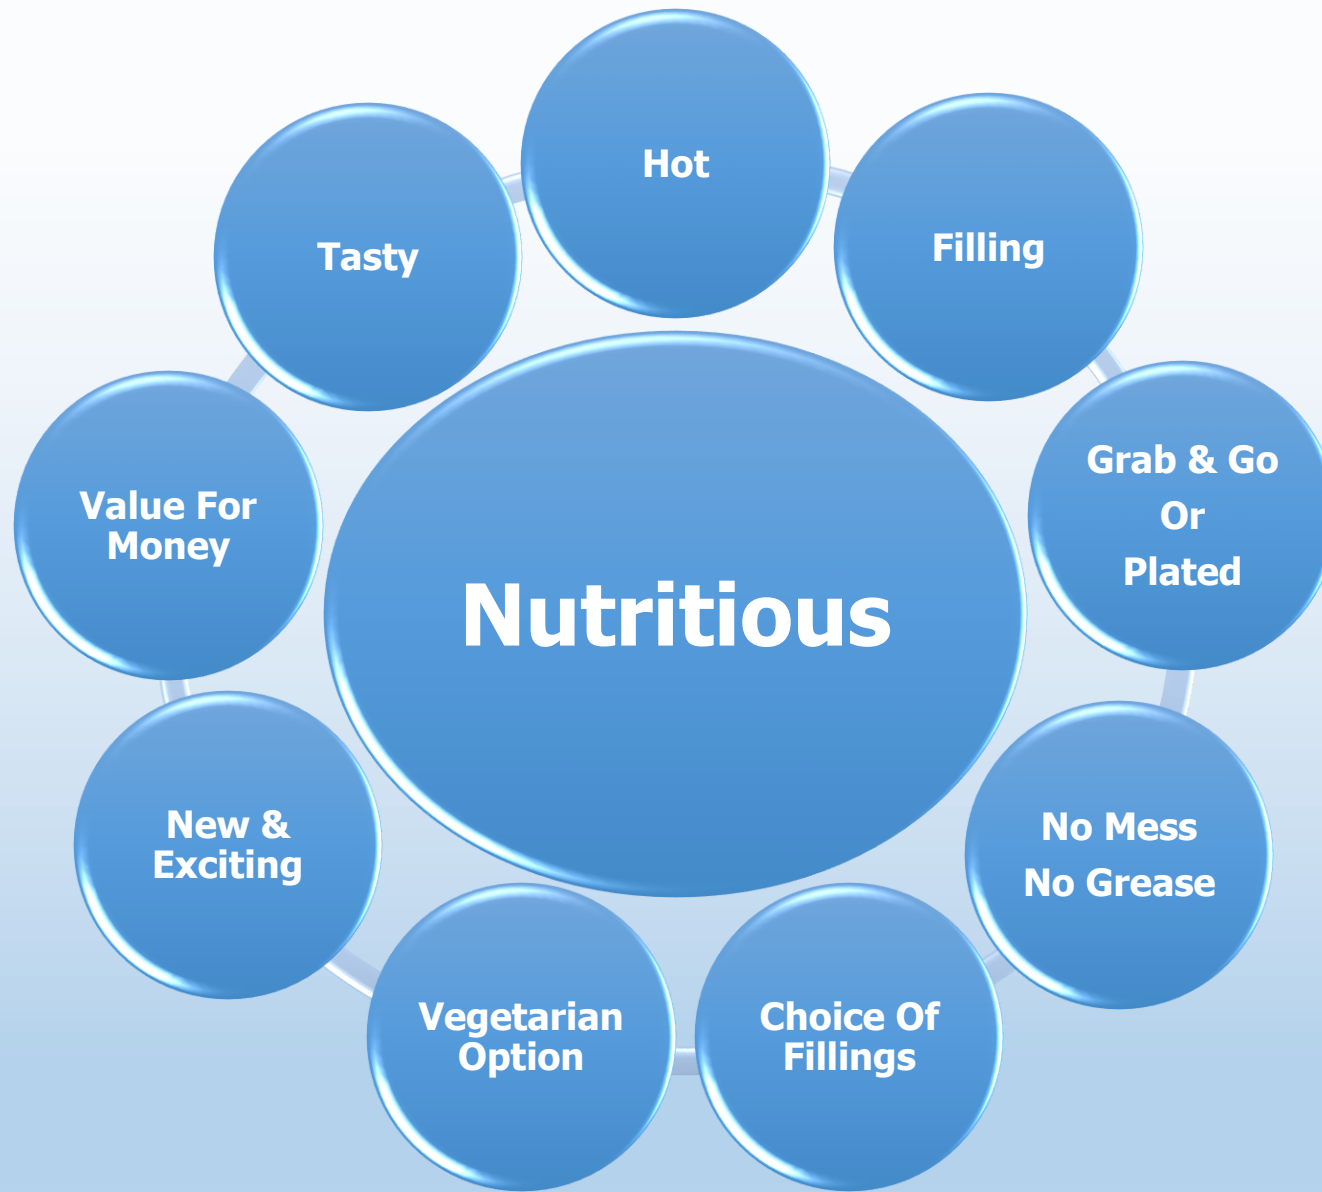 Hot
Filling
Grab & Go
Or
Plated
No Mess
No Grease
Choice Of
Fillings
Vegetarian
Option
New &
Exciting
Value For
Money
Tasty
Nutritious